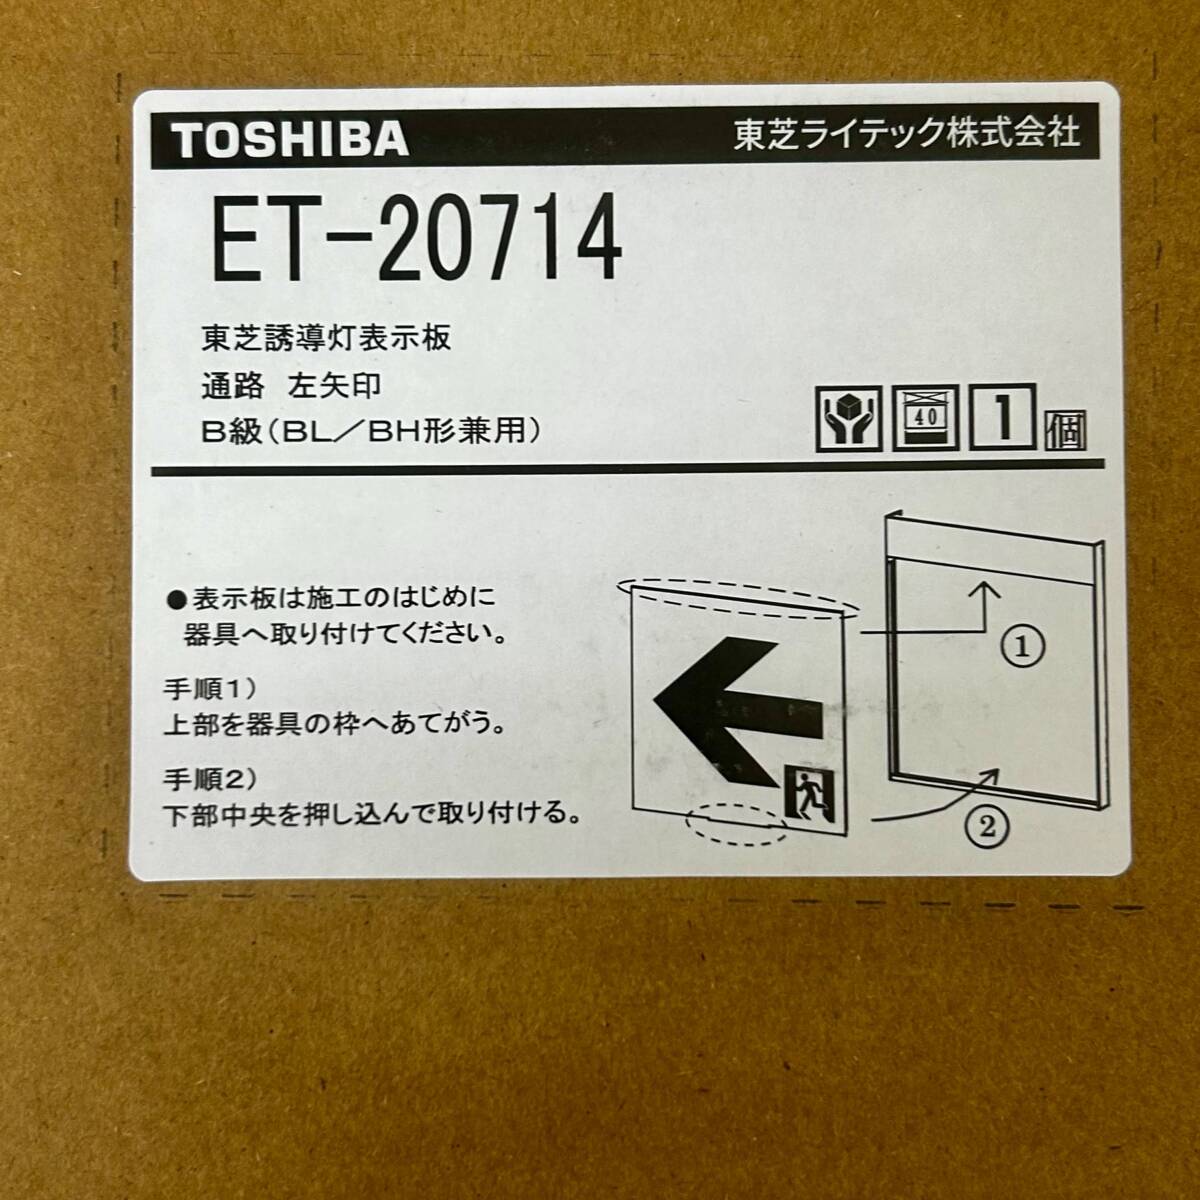 TOSHIBA 東芝ライテック株式会社
ET-20714
東芝誘導灯表示板
通路 左矢印
B級(BL／BH形兼用)
40 1 個
●表示板は施工のはじめに
器具へ取り付けてください。
手順1)
上部を器具の枠へあてがう。
手順2)
下部中央を押し込んで取り付ける。
①
②